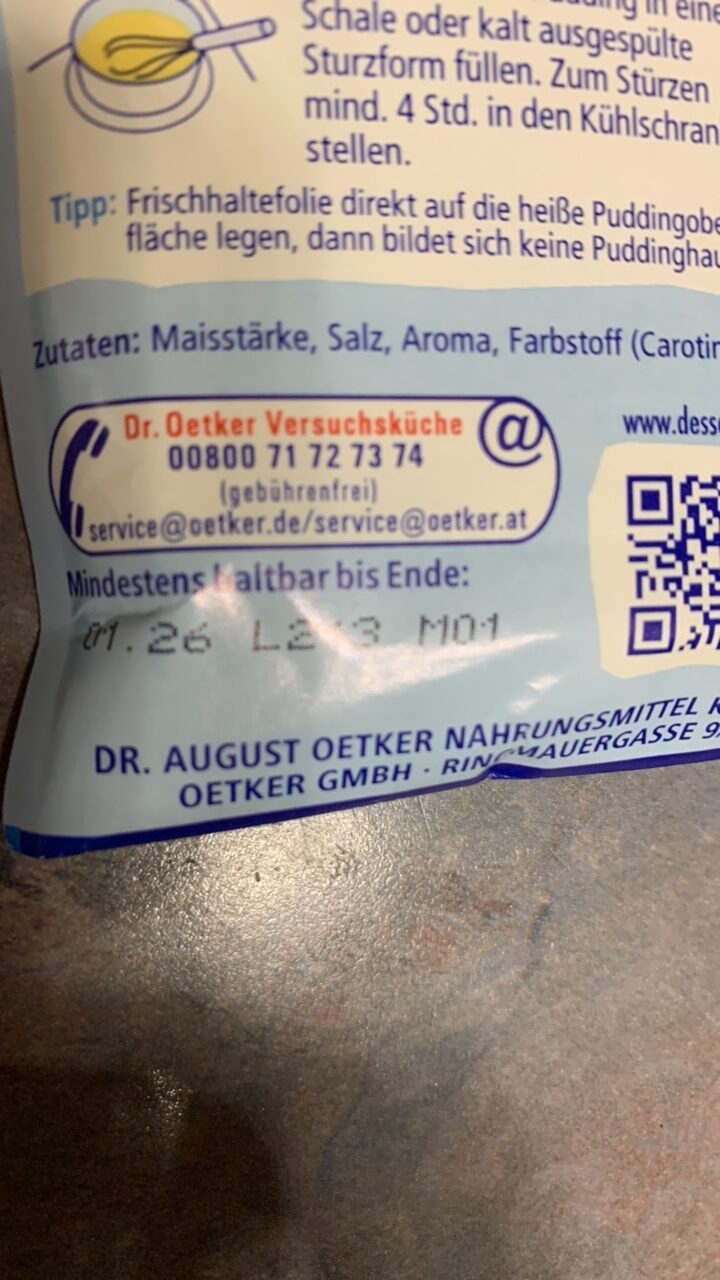 Schale oder kalt ausgespülte
Sturzform füllen. Zum Stürzen
mind. 4 Std. in den Kühlschran
stellen.
Tipp: Frischhaltefolie direkt auf die heiße Puddingobe
fläche legen, dann bildet sich keine Puddinghau
Zutaten: Maisstärke, Salz, Aroma, Farbstoff (Carotin
Dr. Oetker Versuchsküche @
00800 71 72 73 74
(gebührenfrei)
service@oetker.de/service@oetker.at
www.dess
Mindestens haltbar bis Ende:
01.26 M01
DR. AUGUST OETKER NAHRUNGSMITTEL K
OETKER GMBH · RINGMAUERGASSE 9